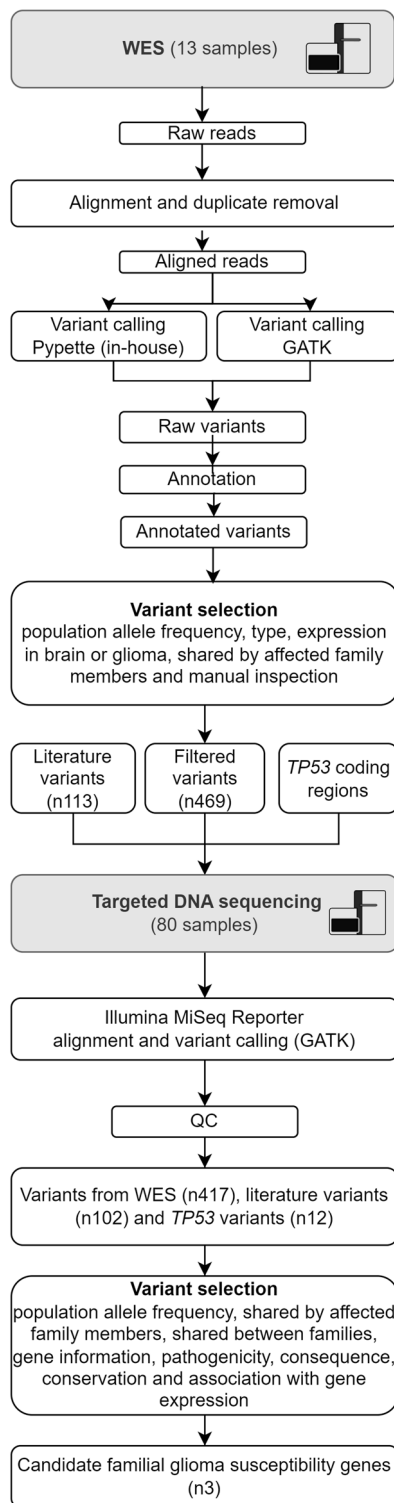 WES (13 samples)
Raw reads
Alignment and duplicate removal
Aligned reads
Variant calling
Pypette (in-house)
Variant calling
GATK
Raw variants
Annotation
Annotated variants
Variant selection
population allele frequency, type, expression
in brain or glioma, shared by affected family
members and manual inspection
Literature
variants
(n113)
Filtered
variants
(n469)
TP53 coding
regions
Targeted DNA sequencing
(80 samples)
Illumina MiSeq Reporter
alignment and variant calling (GATK)
QC
Variants from WES (n417), literature variants
(n102) and TP53 variants (n12)
Variant selection
population allele frequency, shared by affected
family members, shared between families,
gene information, pathogenicity, consequence,
conservation and association with gene
expression
Candidate familial glioma susceptibility genes
(n3)